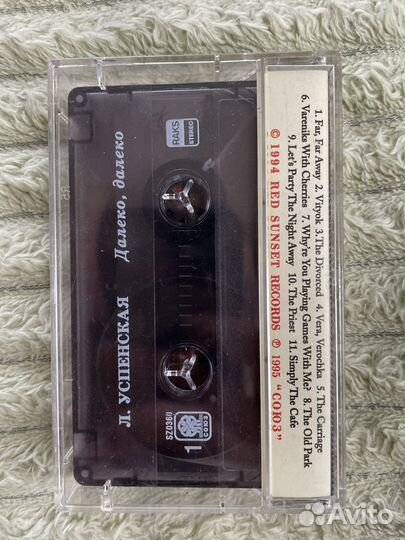 Л. УСПЕНСКАЯ Далеко, далеко
RAKS
STEREO
СОЮЗ
1
SZ0360
1. Far, Far Away 2. Vityok 3.The Divorced 4. Vera, Verochka 5. The Carriage
6. Vareniks With Cherries 7. Why're You Playing Games With Me? 8. The Old Park
9. Let's Party The Night Away 10. The Priest 11. Simply The Cafe
© 1994 RED SUNSET RECORDS ℗ 1995 "СОЮЗ"
Avito